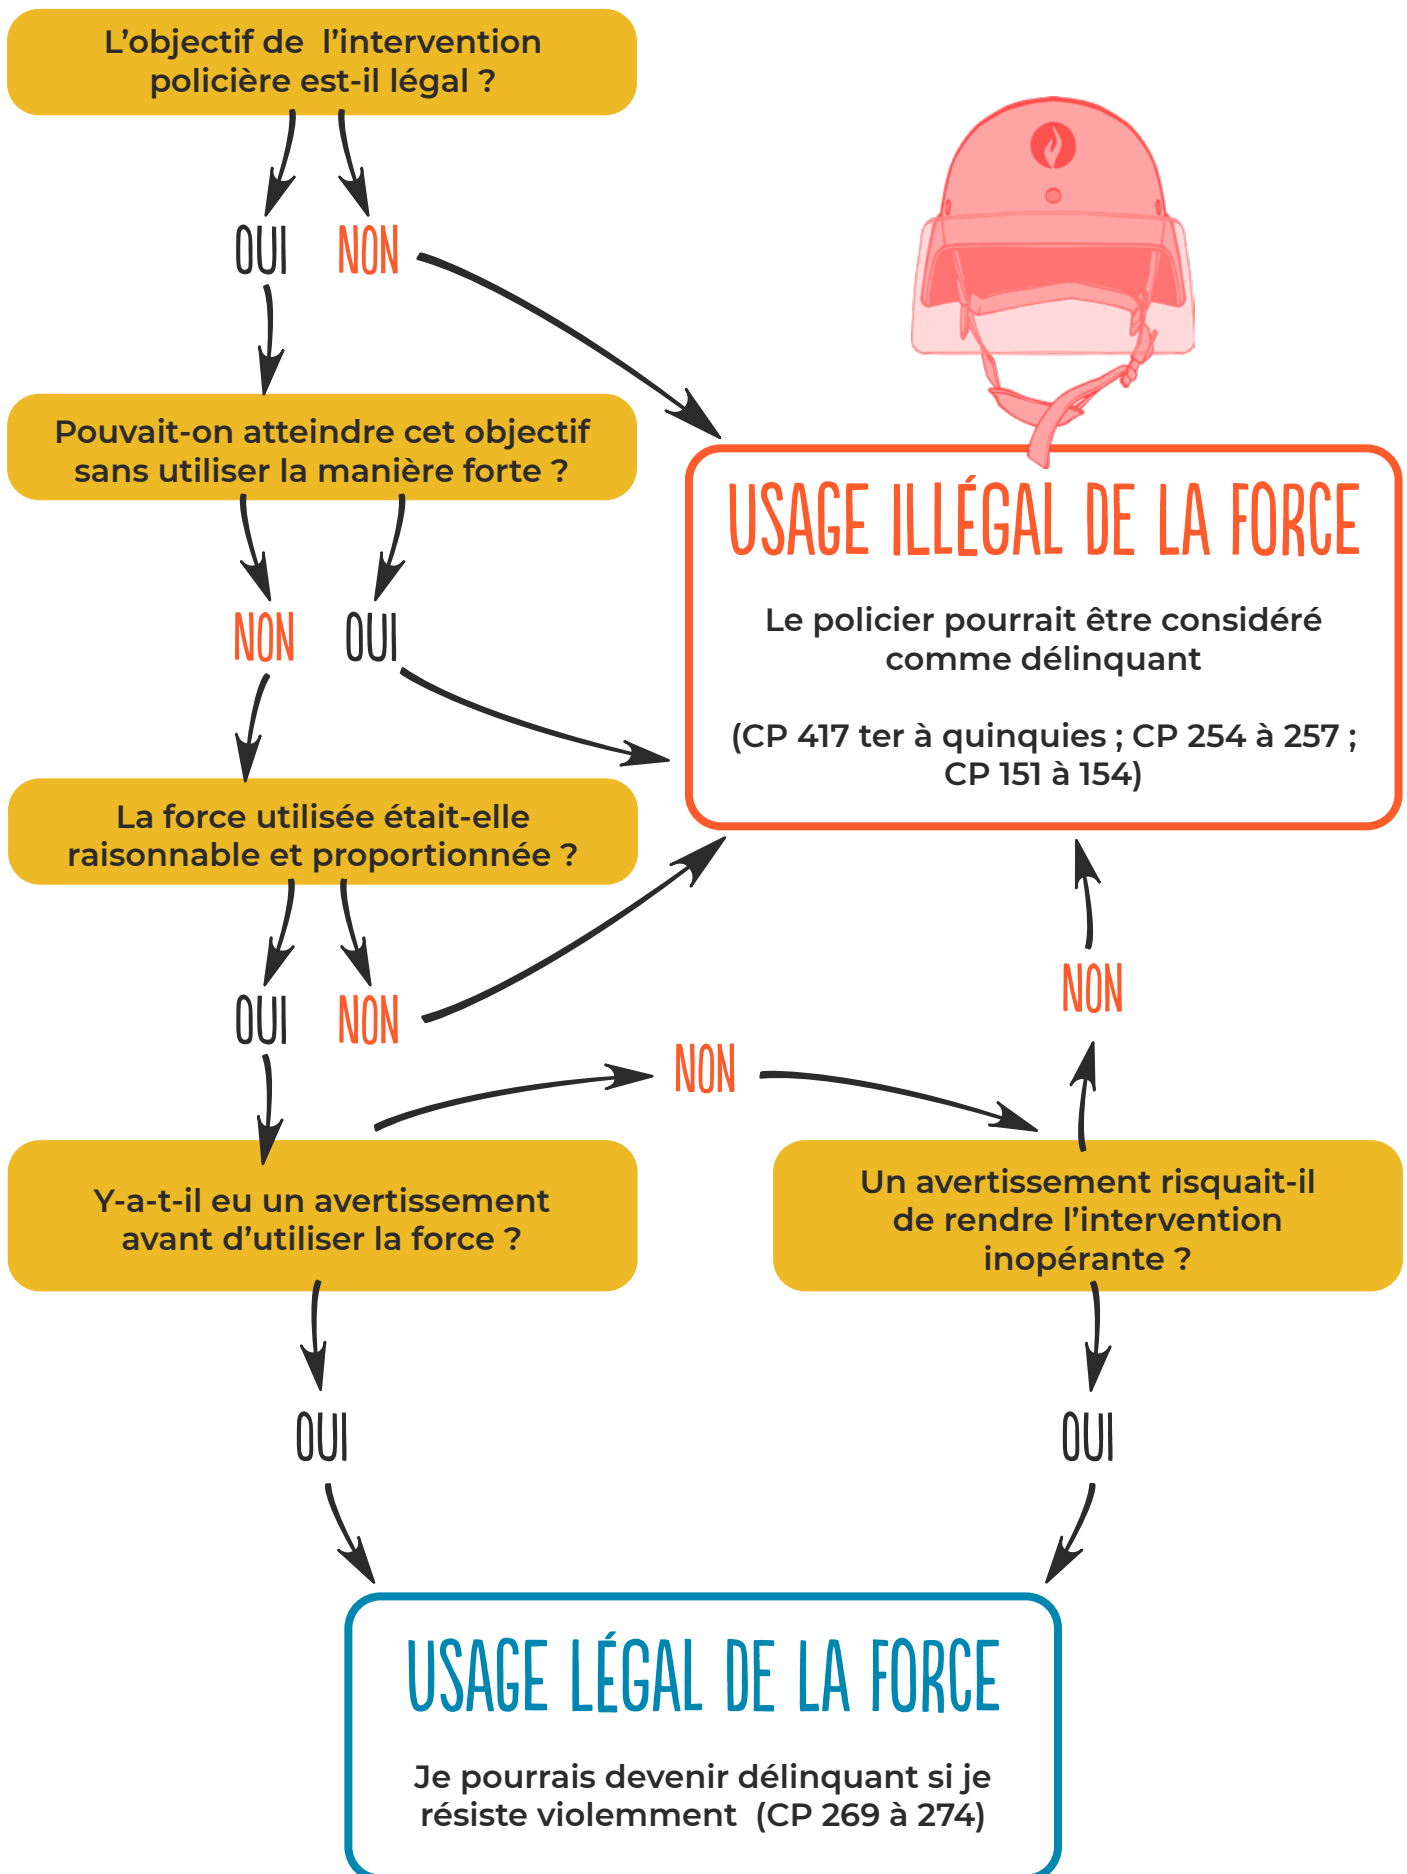 L’objectif de  l’intervention
policière est-il légal ?
OUI
NON
Pouvait-on atteindre cet objectif
sans utiliser la manière forte ?
USAGE ILLÉGAL DE LA FORCE
Le policier pourrait être considéré
comme délinquant
(CP 417 ter à quinquies ; CP 254 à 257 ;
CP 151 à 154)
NON
OUI
La force utilisée était-elle
raisonnable et proportionnée ?
OUI
NON
NON
NON
Y-a-t-il eu un avertissement
avant d’utiliser la force ?
Un avertissement risquait-il
de rendre l’intervention
inopérante ?
OUI
OUI
USAGE LÉGAL DE LA FORCE
Je pourrais devenir délinquant si je
résiste violemment  (CP 269 à 274)